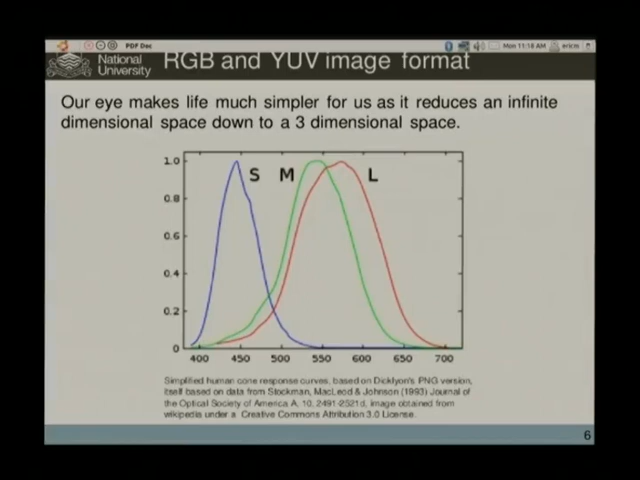 PDF Doc
Mon 11:18 AM
National
University
RGB and YUV image format
Our eye makes life much simpler for us as it reduces an infinite
dimensional space down to a 3 dimensional space.
S M L
1.0
0.8
0.6
0.4
0.2
0
400 450 500 550 600 650 700
Simplified human cone response curves, based on Dicklyon's PNG version,
itself based on data from Stockman, MacLeod & Johnson (1993) Journal of
the Optical Society of America A, 10, 2491-2521d, image obtained from
wikipedia under a Creative Commons Attribution 3.0 License.
6